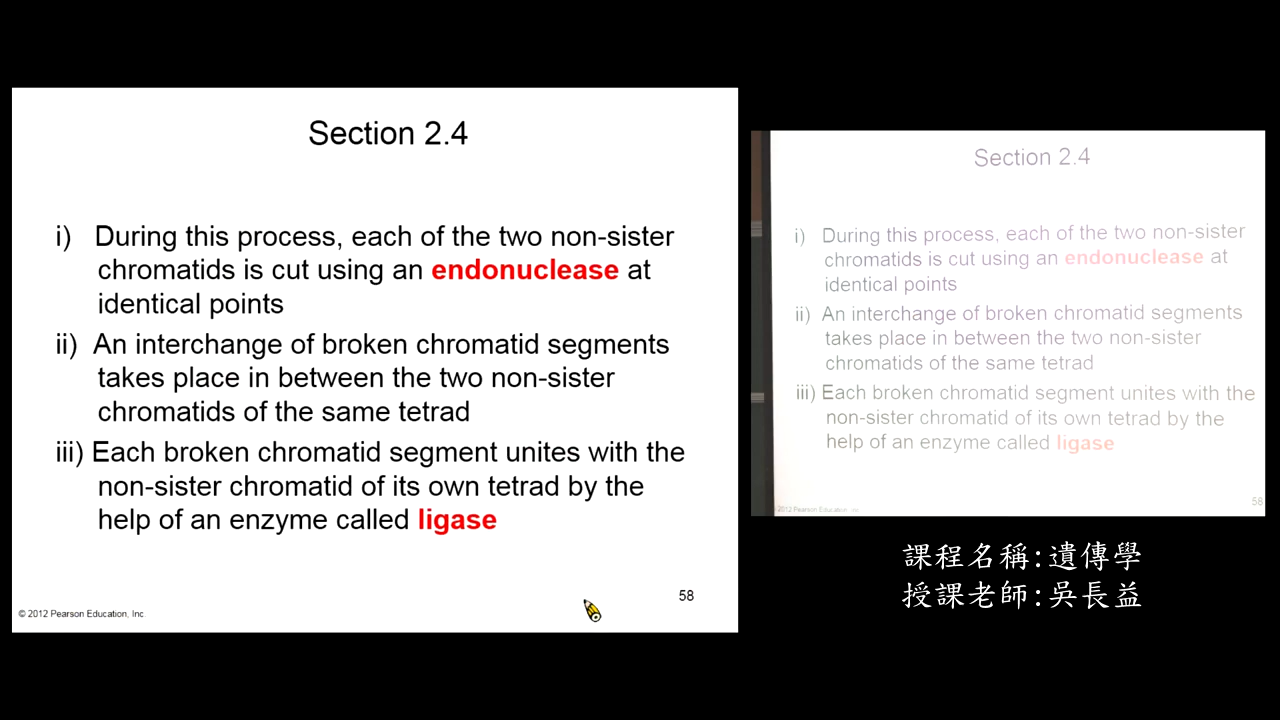 Section 2.4
i) During this process, each of the two non-sister
chromatids is cut using an endonuclease at
identical points
ii) An interchange of broken chromatid segments
takes place in between the two non-sister
chromatids of the same tetrad
iii) Each broken chromatid segment unites with the
non-sister chromatid of its own tetrad by the
help of an enzyme called ligase
58
© 2012 Pearson Education, Inc.
Section 2.4
i) During this process, each of the two non-sister
chromatids is cut using an endonuclease at
identical points
ii) An interchange of broken chromatid segments
takes place in between the two non-sister
chromatids of the same tetrad
iii) Each broken chromatid segment unites with the
non-sister chromatid of its own tetrad by the
help of an enzyme called ligase
58
2012 Pearson Education, Inc.
課程名稱:遺傳學
授課老師:吳長益